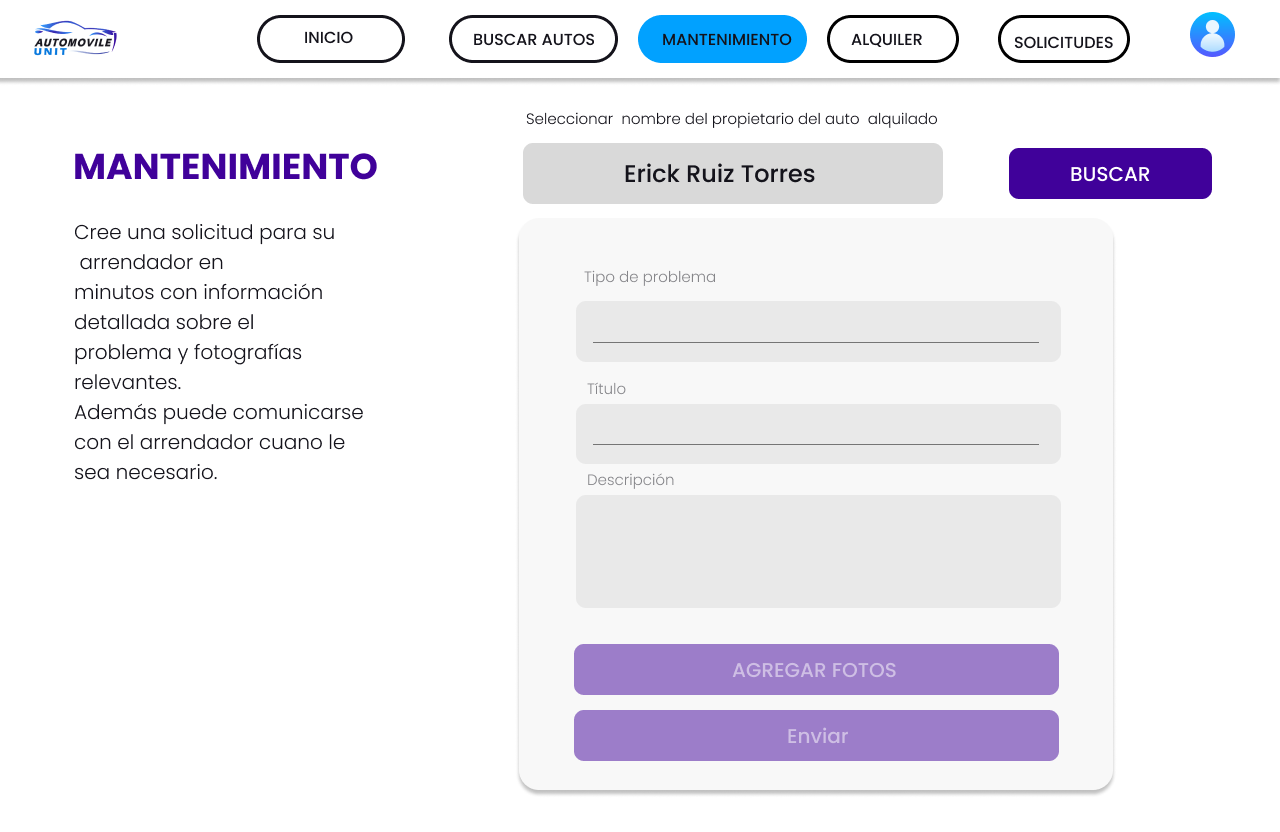 AUTOMOVILE
UNIT
INICIO
BUSCAR AUTOS
MANTENIMIENTO
ALQUILER
SOLICITUDES
Seleccionar nombre del propietario del auto alquilado
MANTENIMIENTO
Erick Ruiz Torres
BUSCAR
Cree una solicitud para su
arrendador en
minutos con información
detallada sobre el
problema y fotografías
relevantes.
Además puede comunicarse
con el arrendador cuano le
sea necesario.
Tipo de problema
Título
Descripción
AGREGAR FOTOS
Enviar